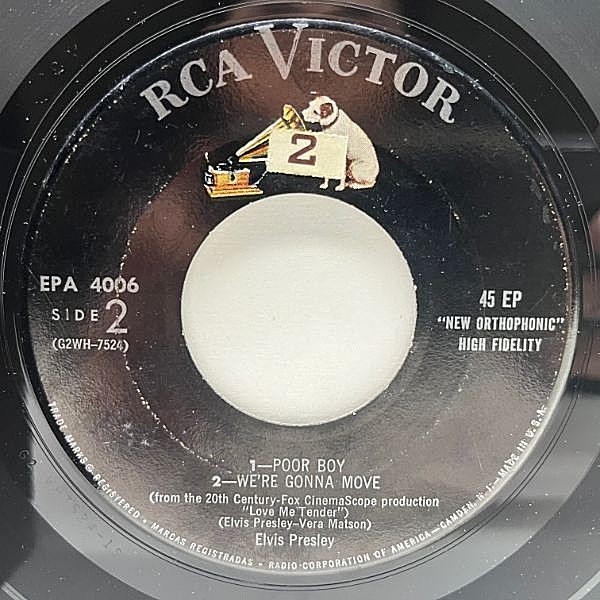 RCA VICTOR
2
EPA 4006
SIDE 2
(G2WH-7524)
45 EP
"NEW ORTHOPHONIC"
HIGH FIDELITY
1—POOR BOY
2—WE'RE GONNA MOVE
(from the 20th Century-Fox CinemaScope production
"Love Me Tender")
(Elvis Presley-Vera Matson)
Elvis Presley
TRADE MARKS ® REGISTERED • MARCAS REGISTRADAS • RADIO CORPORATION OF AMERICA—CAMDEN, N. J.—MADE IN U.S.A.